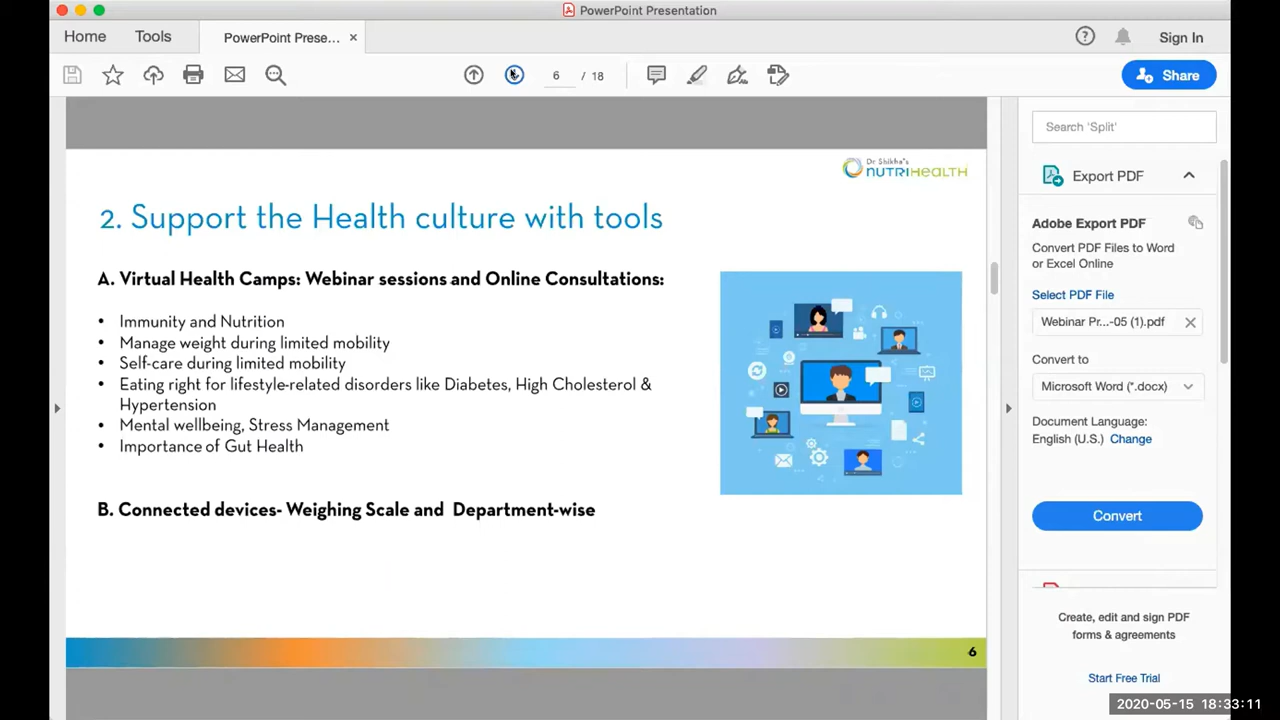 PowerPoint Presentation
Home
Tools
PowerPoint Prese...
Sign In
6 / 18
Share
Dr Shikha's
NUTRIHEALTH
2. Support the Health culture with tools
A. Virtual Health Camps: Webinar sessions and Online Consultations:
• Immunity and Nutrition
• Manage weight during limited mobility
• Self-care during limited mobility
• Eating right for lifestyle-related disorders like Diabetes, High Cholesterol &
Hypertension
• Mental wellbeing, Stress Management
• Importance of Gut Health
B. Connected devices- Weighing Scale and Department-wise
6
Search 'Split'
Export PDF
Adobe Export PDF
Convert PDF Files to Word
or Excel Online
Select PDF File
Webinar Pr...-05 (1).pdf
Convert to
Microsoft Word (*.docx)
Document Language:
English (U.S.) Change
Convert
Create, edit and sign PDF
forms & agreements
Start Free Trial
2020-05-15 18:33:11